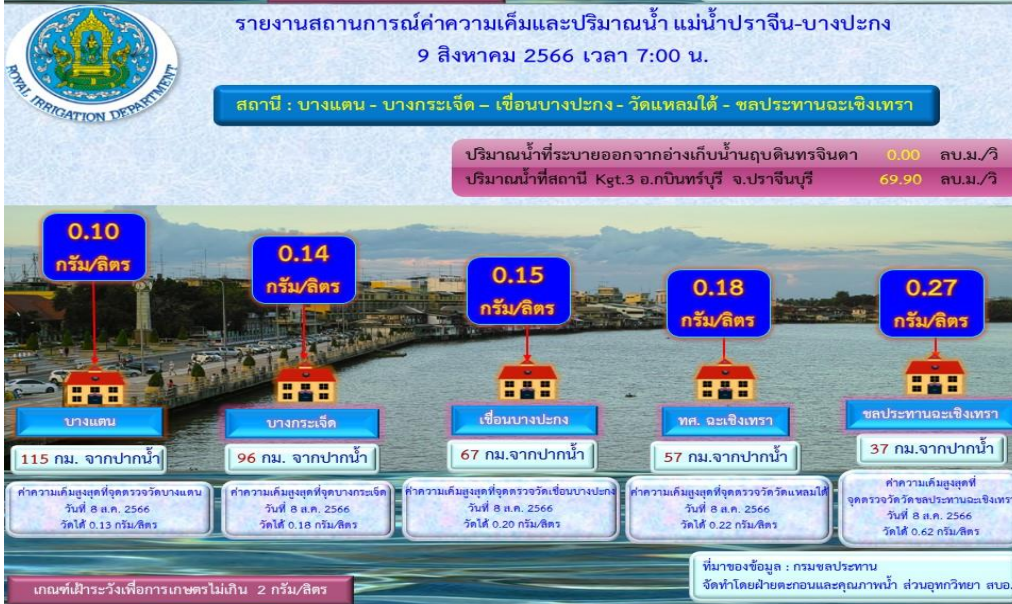 รายงานสถานการณ์ค่าความเค็มและปริมาณน้ำ แม่น้ำปราจีน-บางปะกง
9 สิงหาคม 2566 เวลา 7:00 น.
ROYAL IRRIGATION DEPARTMENT
สถานี : บางแตน - บางกระเจ็ด – เขื่อนบางปะกง - วัดแหลมใต้ - ชลประทานฉะเชิงเทรา
ปริมาณน้ำที่ระบายออกจากอ่างเก็บน้ำนฤบดินทรจินดา 0.00 ลบ.ม./วิ
ปริมาณน้ำที่สถานี Kgt.3 อ.กบินทร์บุรี จ.ปราจีนบุรี 69.90 ลบ.ม./วิ
0.10
กรัม/ลิตร
0.14
กรัม/ลิตร
0.15
กรัม/ลิตร
0.18
กรัม/ลิตร
0.27
กรัม/ลิตร
บางแตน
บางกระเจ็ด
เขื่อนบางปะกง
ทศ. ฉะเชิงเทรา
ชลประทานฉะเชิงเทรา
115 กม. จากปากน้ำ
96 กม. จากปากน้ำ
67 กม.จากปากน้ำ
57 กม.จากปากน้ำ
37 กม.จากปากน้ำ
ค่าความเค็มสูงสุดที่จุดตรวจวัดบางแตน
วันที่ 8 ส.ค. 2566
วัดได้ 0.13 กรัม/ลิตร
ค่าความเค็มสูงสุดที่จุดบางกระเจ็ด
วันที่ 8 ส.ค. 2566
วัดได้ 0.18 กรัม/ลิตร
ค่าความเค็มสูงสุดที่จุดตรวจวัดเขื่อนบางปะกง
วันที่ 8 ส.ค. 2566
วัดได้ 0.20 กรัม/ลิตร
ค่าความเค็มสูงสุดที่จุดตรวจวัดวัดแหลมใต้
วันที่ 8 ส.ค. 2566
วัดได้ 0.22 กรัม/ลิตร
ค่าความเค็มสูงสุดที่
จุดตรวจวัดวัดชลประทานฉะเชิงเทรา
วันที่ 8 ส.ค. 2566
วัดได้ 0.62 กรัม/ลิตร
เกณฑ์เฝ้าระวังเพื่อการเกษตรไม่เกิน 2 กรัม/ลิตร
ที่มาของข้อมูล : กรมชลประทาน
จัดทำโดยฝ่ายตะกอนและคุณภาพน้ำ ส่วนอุทกวิทยา สบอ.